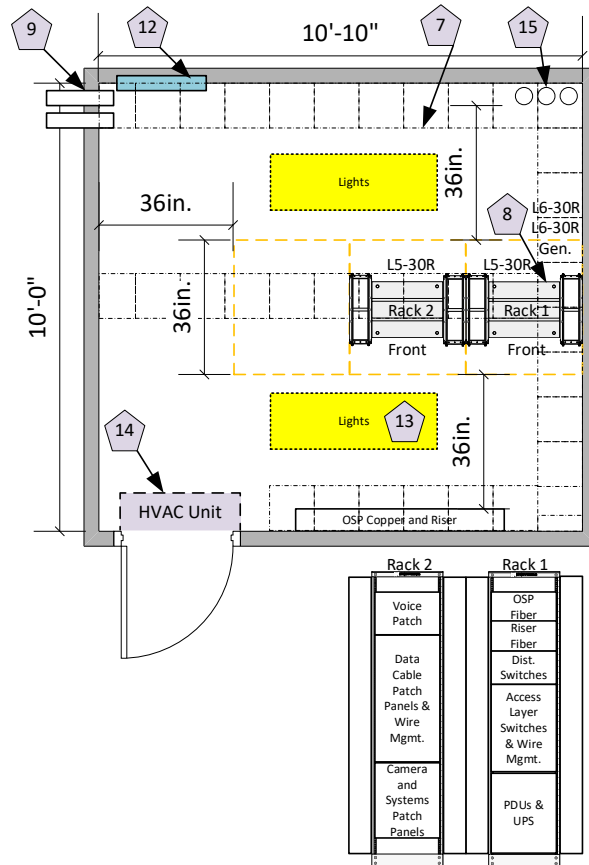 9
12
10'-10"
7
15
Lights
36in.
36in.
8
L6-30R
L6-30R
Gen.
L5-30R
L5-30R
10'-0"
36in.
Rack 2
Rack 1
Front
Front
Lights
13
14
36in.
HVAC Unit
OSP Copper and Riser
Rack 2
Rack 1
Voice
Patch
Data
Cable
Patch
Panels &
Wire
Mgmt.
Camera
and
Systems
Patch
Panels
OSP
Fiber
Riser
Fiber
Dist.
Switches
Access
Layer
Switches
& Wire
Mgmt.
PDUs &
UPS